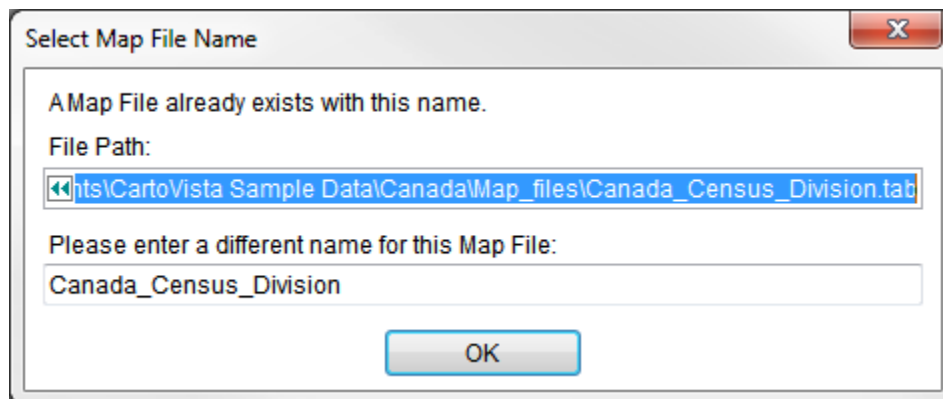 Select Map File Name
A Map File already exists with this name.
File Path:
nts\CartoVista Sample Data\Canada\Map_files\Canada_Census_Division.tab
Please enter a different name for this Map File:
Canada_Census_Division
OK